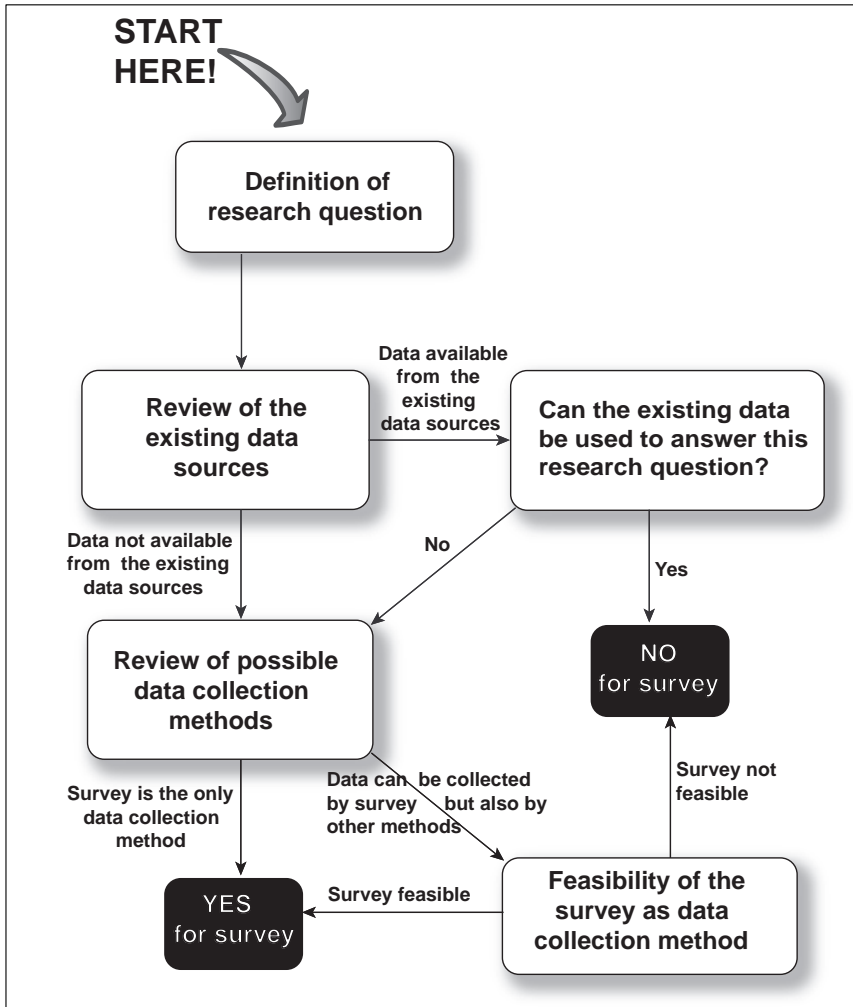 START
HERE!
Definition of
research question
Data available
from the
existing
data sources
Review of the
existing data
sources
Can the existing data
be used to answer this
research question?
Data not available
from the existing
data sources
No
Yes
Review of possible
data collection
methods
NO
for survey
Survey is the only
data collection
method
Data can be collected
by survey but also by
other methods
Survey not
feasible
YES
for survey
Survey feasible
Feasibility of the
survey as data
collection method